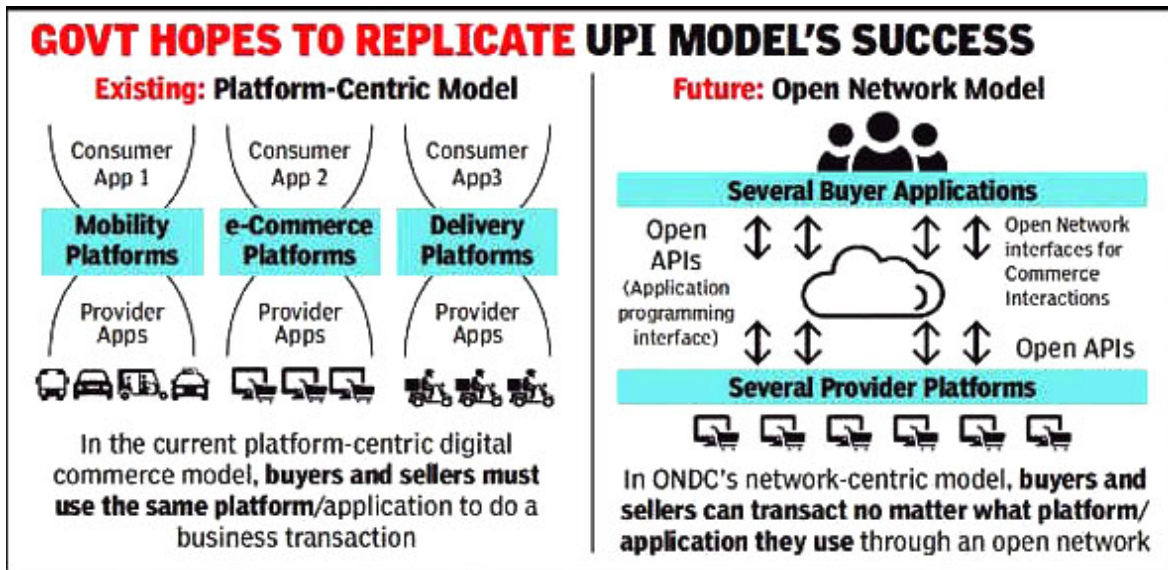 GOVT HOPES TO REPLICATE UPI MODEL'S SUCCESS
Existing: Platform-Centric Model
Consumer
App 1
Consumer
App 2
Consumer
App3
Mobility
Platforms
e-Commerce
Platforms
Delivery
Platforms
Provider
Apps
Provider
Apps
Provider
Apps
In the current platform-centric digital
commerce model, buyers and sellers must
use the same platform/application to do a
business transaction
Future: Open Network Model
Several Buyer Applications
Open
APIs
(Application
programming
interface)
Open Network
interfaces for
Commerce
Interactions
Open APIs
Several Provider Platforms
In ONDC's network-centric model, buyers and
sellers can transact no matter what platform/
application they use through an open network